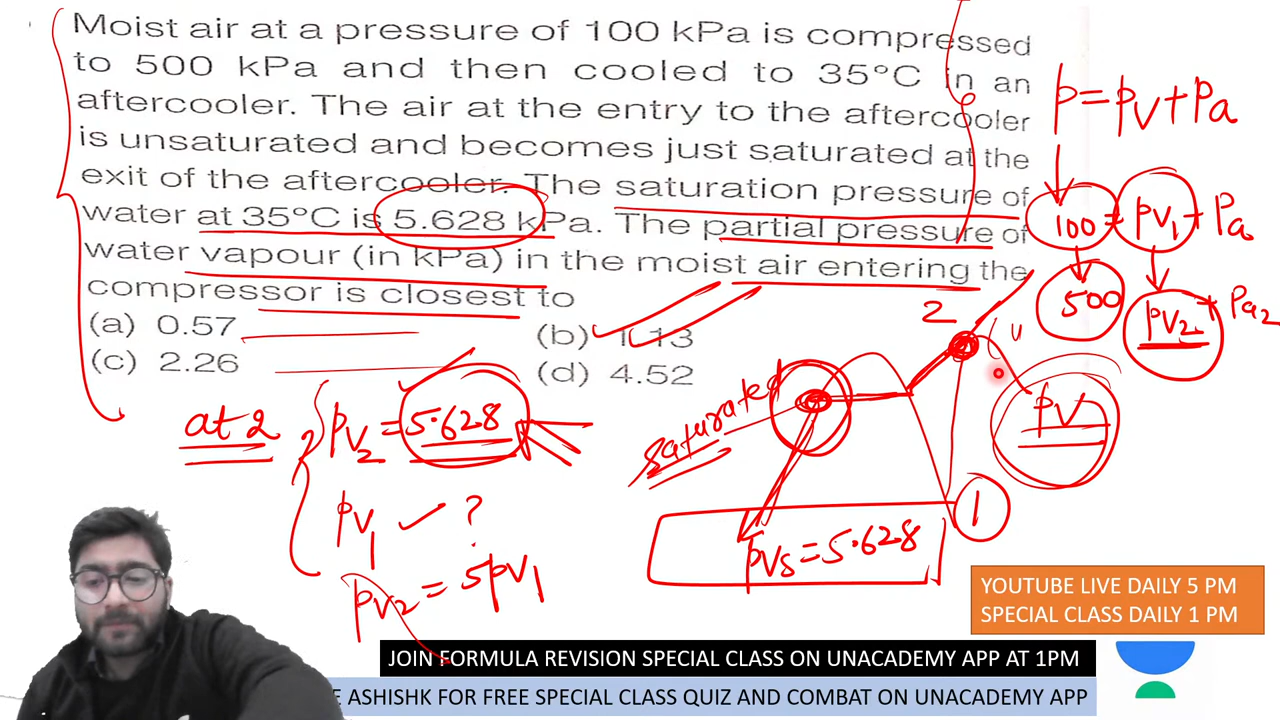 Moist air at a pressure of 100 kPa is compressed
to 500 kPa and then cooled to 35°C in an
aftercooler. The air at the entry to the aftercooler
is unsaturated and becomes just saturated at the
exit of the aftercooler. The saturation pressure of
water at 35°C is 5.628 kPa. The partial pressure of
water vapour (in kPa) in the moist air entering the
compressor is closest to
(a) 0.57
(b) 1.13
(c) 2.26
(d) 4.52
p = pv + pa
100 = pv1 + pa
500
pv2 + pa2
2
pv
saturated
1
pvs = 5.628
at 2
pv2 = 5.628
pv1 ?
pv2 = 5pv1
YOUTUBE LIVE DAILY 5 PM
SPECIAL CLASS DAILY 1 PM
JOIN FORMULA REVISION SPECIAL CLASS ON UNACADEMY APP AT 1PM
ASHISHK FOR FREE SPECIAL CLASS QUIZ AND COMBAT ON UNACADEMY APP